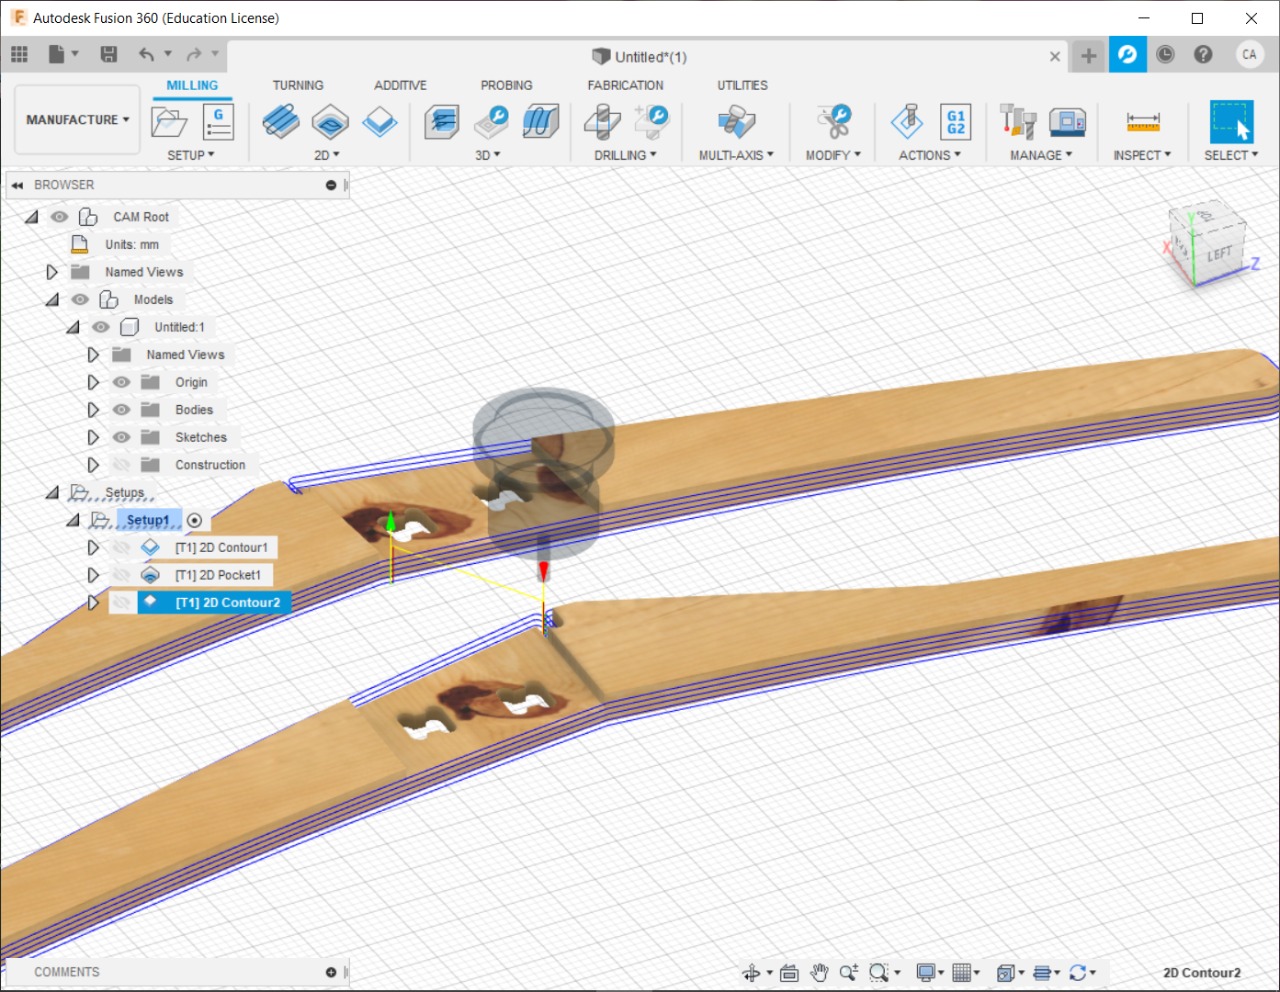 Autodesk Fusion 360 (Education License)
Untitled*(1)
CA
MILLING TURNING ADDITIVE PROBING FABRICATION UTILITIES
MANUFACTURE
G
G1
G2
SETUP 2D 3D DRILLING MULTI-AXIS MODIFY ACTIONS MANAGE INSPECT SELECT
BROWSER
CAM Root
Units: mm
Named Views
Models
Untitled:1
Named Views
Origin
Bodies
Sketches
Construction
Setups
Setup1
[T1] 2D Contour1
[T1] 2D Pocket1
[T1] 2D Contour2
Y
X
LEFT
Z
COMMENTS
2D Contour2